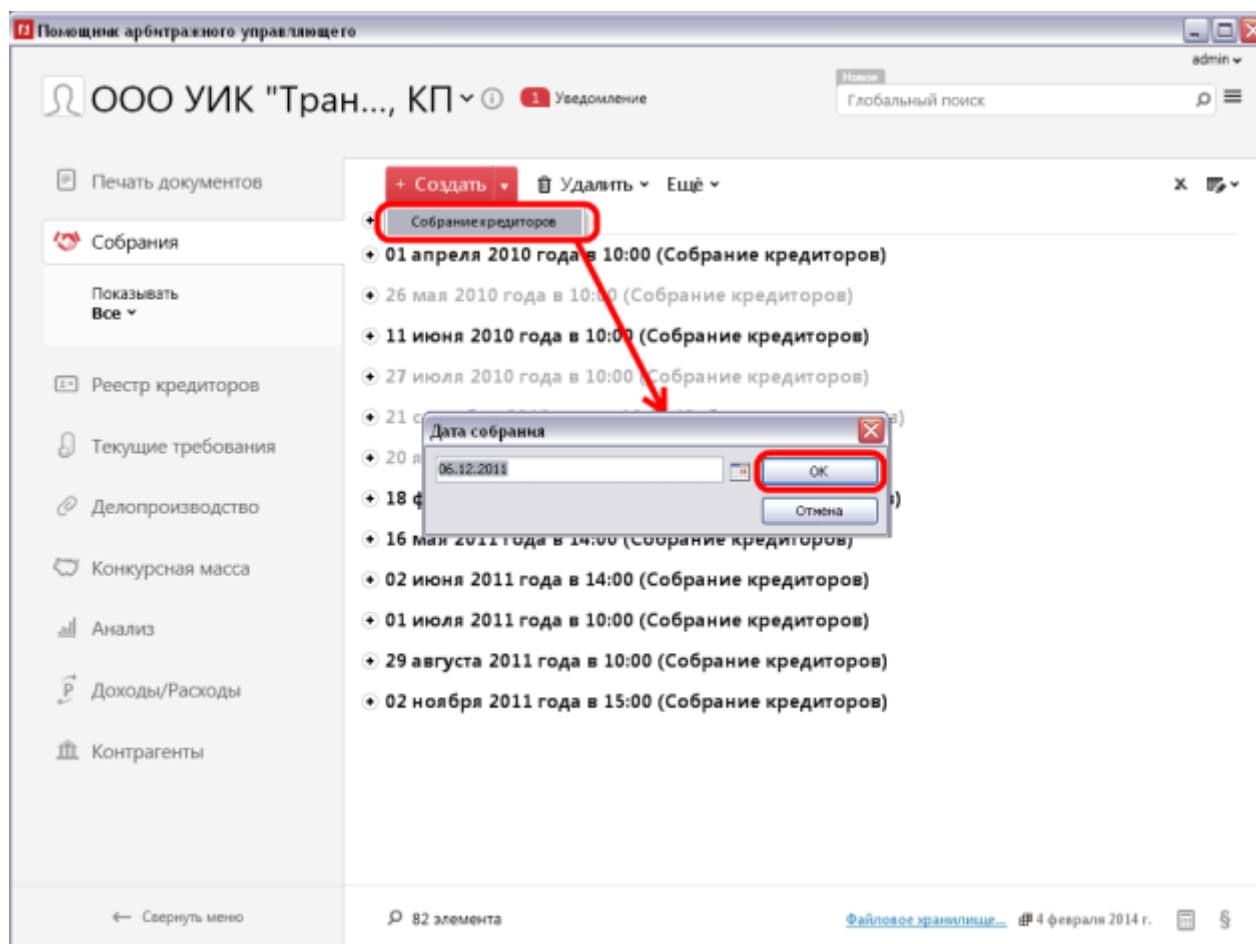 Помощник арбитражного управляющего
admin
ООО УИК "Тран..., КП
1 Уведомление
Новое
Глобальный поиск
Печать документов
+ Создать
Удалить
Ещё
Собрание кредиторов
Собрания
01 апреля 2010 года в 10:00 (Собрание кредиторов)
Показывать
Все
26 мая 2010 года в 10:00 (Собрание кредиторов)
11 июня 2010 года в 10:00 (Собрание кредиторов)
Реестр кредиторов
27 июля 2010 года в 10:00 (Собрание кредиторов)
21
Дата собрания
Текущие требования
20
06.12.2011
OK
18
Отмена
Делопроизводство
16 мая 2011 года в 14:00 (Собрание кредиторов)
Конкурсная масса
02 июня 2011 года в 14:00 (Собрание кредиторов)
01 июля 2011 года в 10:00 (Собрание кредиторов)
Анализ
29 августа 2011 года в 10:00 (Собрание кредиторов)
Доходы/Расходы
02 ноября 2011 года в 15:00 (Собрание кредиторов)
Контрагенты
← Свернуть меню
82 элемента
Файловое хранилище...
4 февраля 2014 г.
§